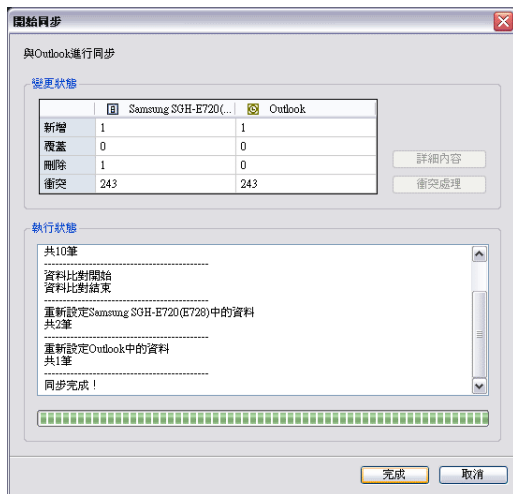 開始同步
與Outlook進行同步
變更狀態
Samsung SGH-E720(... Outlook
新增 1 1
覆蓋 0 0
刪除 1 0
衝突 243 243
詳細內容
衝突處理
執行狀態
共10筆
----------------------------------------
資料比對開始
資料比對結束
----------------------------------------
重新設定Samsung SGH-E720(E728)中的資料
共2筆
----------------------------------------
重新設定Outlook中的資料
共1筆
----------------------------------------
同步完成！
完成 取消